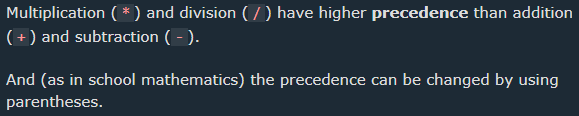 Multiplication ( * ) and division ( / ) have higher precedence than addition
( + ) and subtraction ( - ).
And (as in school mathematics) the precedence can be changed by using
parentheses.